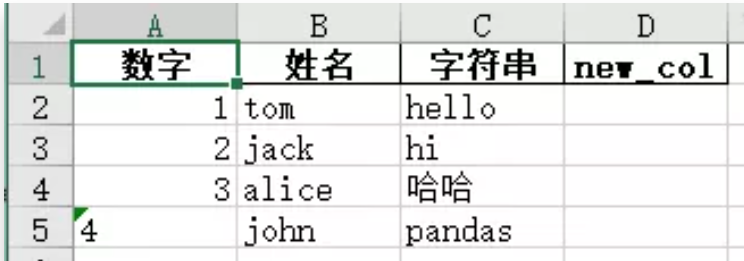 A B C D
1 数字 姓名 字符串 new_col
2 1 tom hello
3 2 jack hi
4 3 alice 哈哈
5 4 john pandas